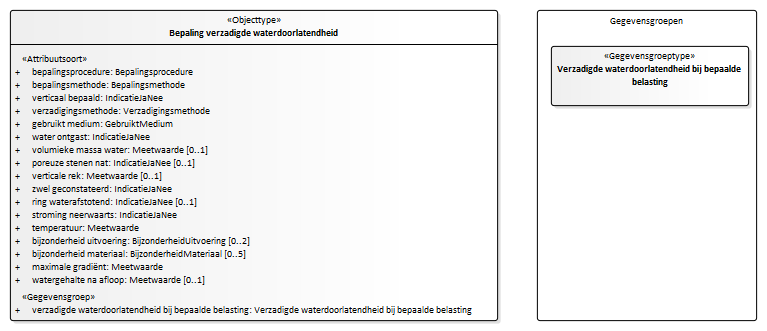 «Objecttype»
Bepaling verzadigde waterdoorlatendheid
«Attribuutsoort»
+ bepalingsprocedure: Bepalingsprocedure
+ bepalingsmethode: Bepalingsmethode
+ verticaal bepaald: IndicatieJaNee
+ verzadigingsmethode: Verzadigingsmethode
+ gebruikt medium: GebruiktMedium
+ water ontgast: IndicatieJaNee
+ volumieke massa water: Meetwaarde [0..1]
+ poreuze stenen nat: IndicatieJaNee [0..1]
+ verticale rek: Meetwaarde [0..1]
+ zwel geconstateerd: IndicatieJaNee
+ ring waterafstotend: IndicatieJaNee [0..1]
+ stroming neerwaarts: IndicatieJaNee
+ temperatuur: Meetwaarde
+ bijzonderheid uitvoering: BijzonderheidUitvoering [0..2]
+ bijzonderheid materiaal: BijzonderheidMateriaal [0..5]
+ maximale gradiënt: Meetwaarde
+ watergehalte na afloop: Meetwaarde [0..1]
«Gegevensgroep»
+ verzadigde waterdoorlatendheid bij bepaalde belasting: Verzadigde waterdoorlatendheid bij bepaalde belasting
Gegevensgroepen
«Gegevensgroeptype»
Verzadigde waterdoorlatendheid bij bepaalde
belasting